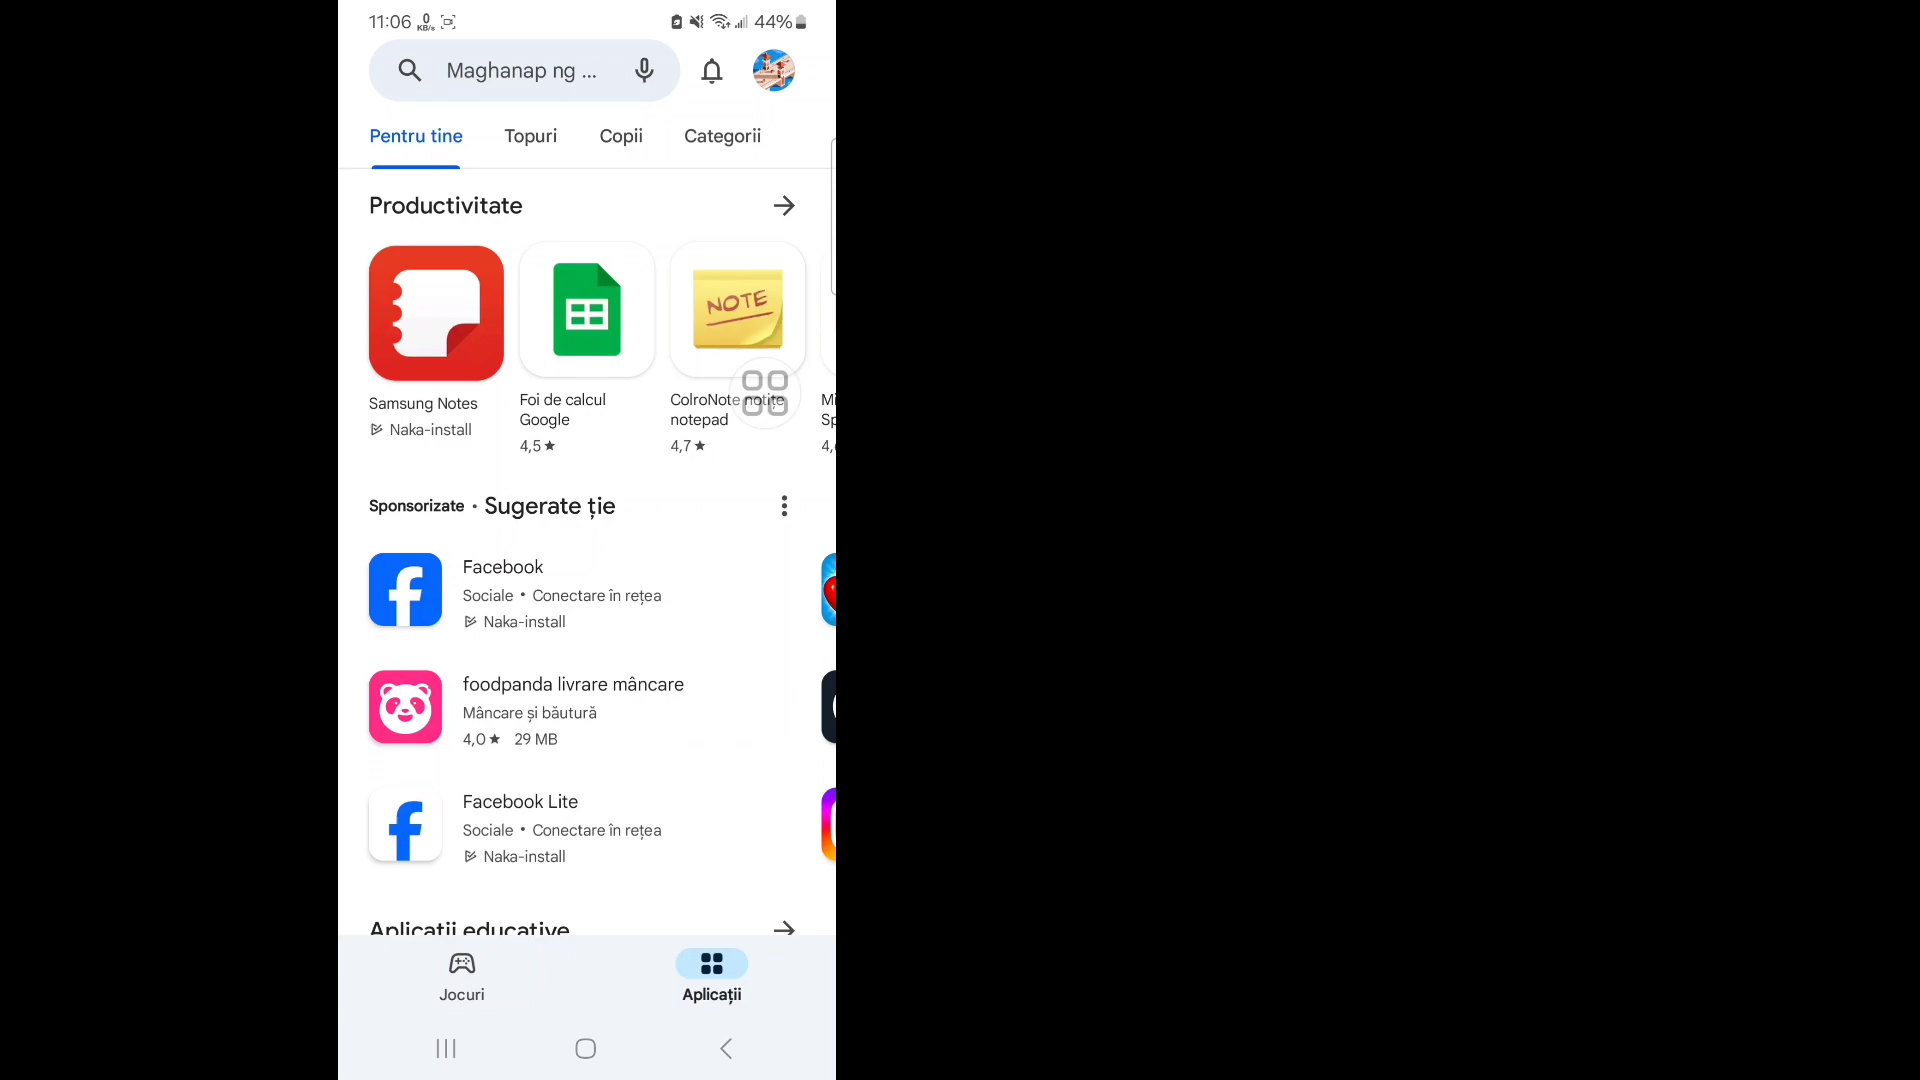 11:06 0 KB/s 44%
Maghanap ng ...
Pentru tine Topuri Copii Categorii
Productivitate
NOTE
Samsung Notes
Naka-install
Foi de calcul
Google
4,5 ★
ColroNote notițe
notepad
4,7 ★
Sponsorizate • Sugerate ție
Facebook
Sociale • Conectare în rețea
Naka-install
foodpanda livrare mâncare
Mâncare și băutură
4,0 ★ 29 MB
Facebook Lite
Sociale • Conectare în rețea
Naka-install
Aplicații educative
Jocuri Aplicații